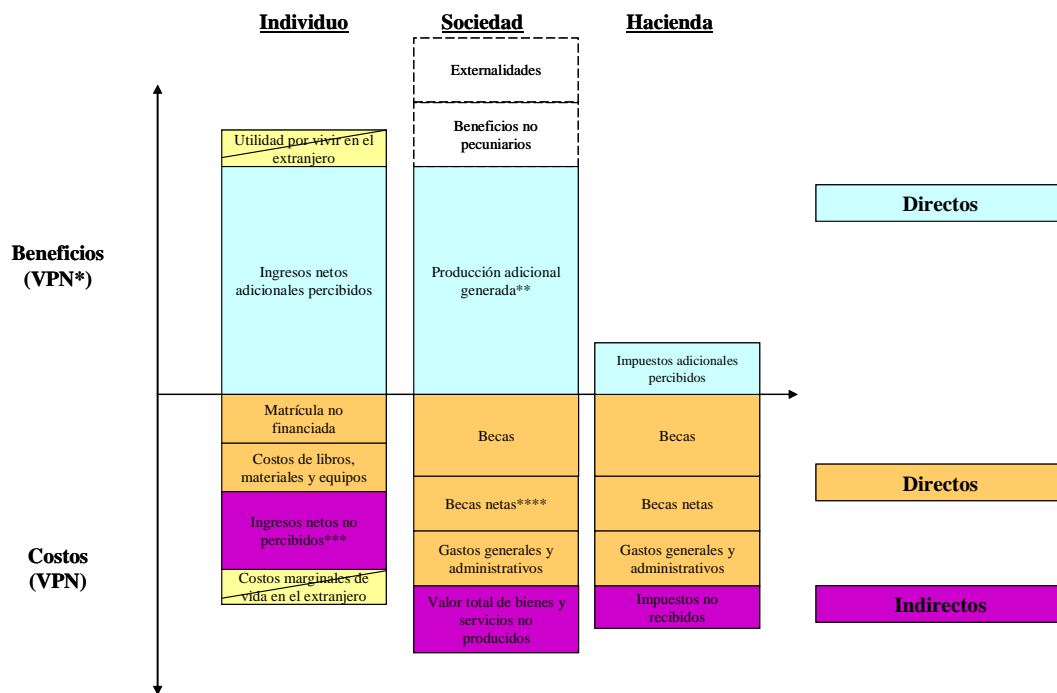 Individuo
Sociedad
Hacienda
Externalidades
Beneficios no
pecuniarios
Utilidad por vivir en el
extranjero
Directos
Beneficios
(VPN*)
Ingresos netos
adicionales percibidos
Producción adicional
generada**
Impuestos adicionales
percibidos
Matrícula no
financiada
Becas
Becas
Costos de libros,
materiales y equipos
Directos
Becas netas****
Becas netas
Ingresos netos no
percibidos***
Costos
(VPN)
Gastos generales y
administrativos
Gastos generales y
administrativos
Costos marginales de
vida en el extranjero
Valor total de bienes y
servicios no
producidos
Impuestos no
recibidos
Indirectos